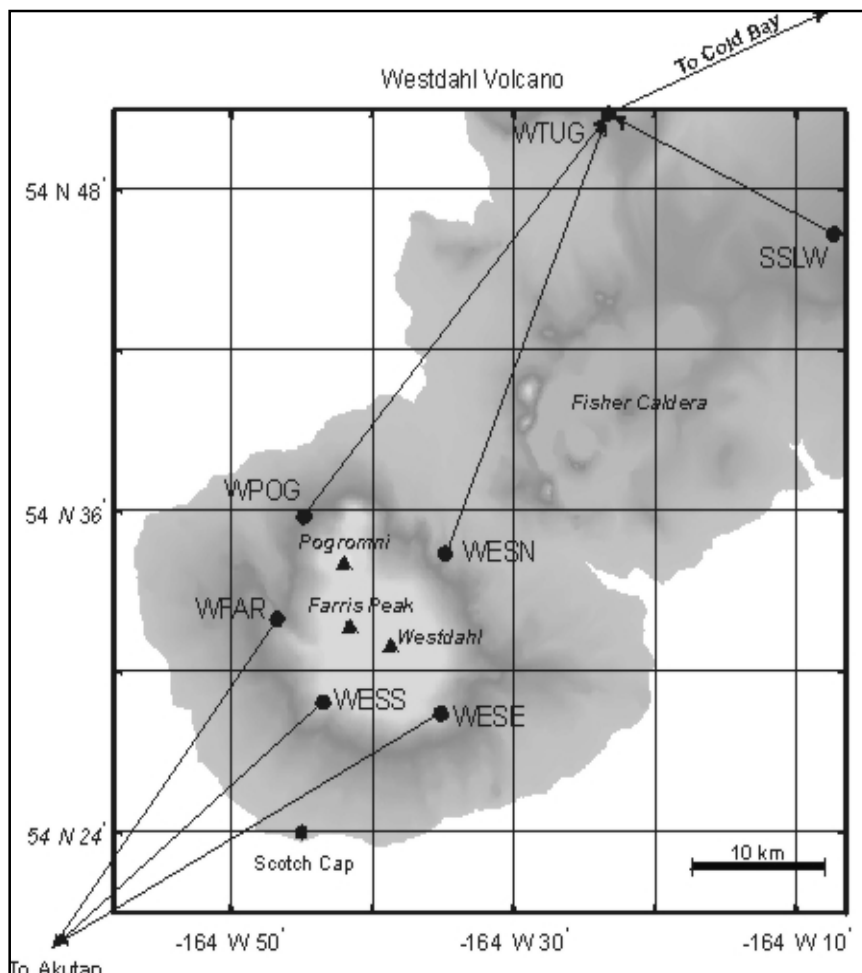 To Cold Bay
Westdahl Volcano
WTUG
54 N 48'
SSLW
Fisher Caldera
WPOG
54 N 36'
Pogromni
WESN
Farris Peak
WFAR
Westdahl
WESS
WESE
54 N 24'
10 km
Scotch Cap
-164 W 50'
-164 W 30'
-164 W 10'
To Akutan